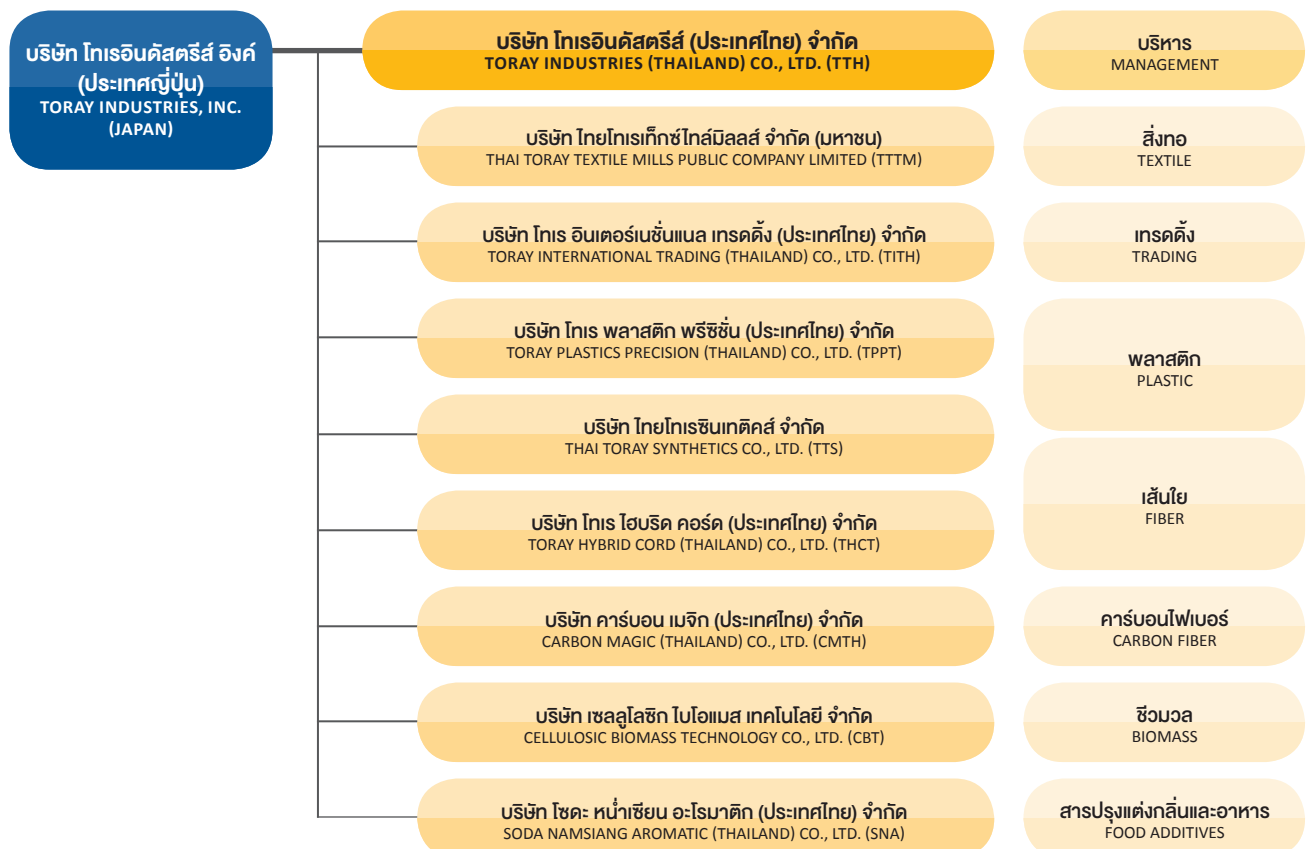 บริษัท โทเรอินดัสตรีส์ อิงค์
(ประเทศญี่ปุ่น)
TORAY INDUSTRIES, INC.
(JAPAN)
บริษัท โทเรอินดัสตรีส์ (ประเทศไทย) จำกัด
TORAY INDUSTRIES (THAILAND) CO., LTD. (TTH)
บริหาร
MANAGEMENT
บริษัท ไทยโทเรเท็กซ์ไทล์มิลลส์ จำกัด (มหาชน)
THAI TORAY TEXTILE MILLS PUBLIC COMPANY LIMITED (TTTM)
สิ่งทอ
TEXTILE
บริษัท โทเร อินเตอร์เนชั่นแนล เทรดดิ้ง (ประเทศไทย) จำกัด
TORAY INTERNATIONAL TRADING (THAILAND) CO., LTD. (TITH)
เทรดดิ้ง
TRADING
บริษัท โทเร พลาสติก พรีซิชั่น (ประเทศไทย) จำกัด
TORAY PLASTICS PRECISION (THAILAND) CO., LTD. (TPPT)
พลาสติก
PLASTIC
บริษัท ไทยโทเรซินเทติคส์ จำกัด
THAI TORAY SYNTHETICS CO., LTD. (TTS)
เส้นใย
FIBER
บริษัท โทเร ไฮบริด คอร์ด (ประเทศไทย) จำกัด
TORAY HYBRID CORD (THAILAND) CO., LTD. (THCT)
บริษัท คาร์บอน เมจิก (ประเทศไทย) จำกัด
CARBON MAGIC (THAILAND) CO., LTD. (CMTH)
คาร์บอนไฟเบอร์
CARBON FIBER
บริษัท เซลลูโลซิก ไบโอแมส เทคโนโลยี จำกัด
CELLULOSIC BIOMASS TECHNOLOGY CO., LTD. (CBT)
ชีวมวล
BIOMASS
บริษัท โซดะ หน่ำเซียน อะโรมาติก (ประเทศไทย) จำกัด
SODA NAMSIANG AROMATIC (THAILAND) CO., LTD. (SNA)
สารปรุงแต่งกลิ่นและอาหาร
FOOD ADDITIVES